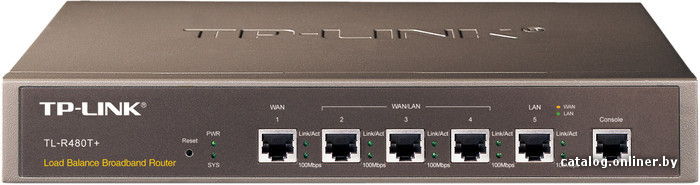 TP-LINK®
TP-LINK®
TL-R480T+
Load Balance Broadband Router
Reset
PWR
SYS
WAN
WAN/LAN
LAN
WAN
LAN
1
2
3
4
5
Console
Link/Act
Link/Act
Link/Act
Link/Act
Link/Act
100Mbps
100Mbps
100Mbps
100Mbps
100Mbps
catalog.onliner.by